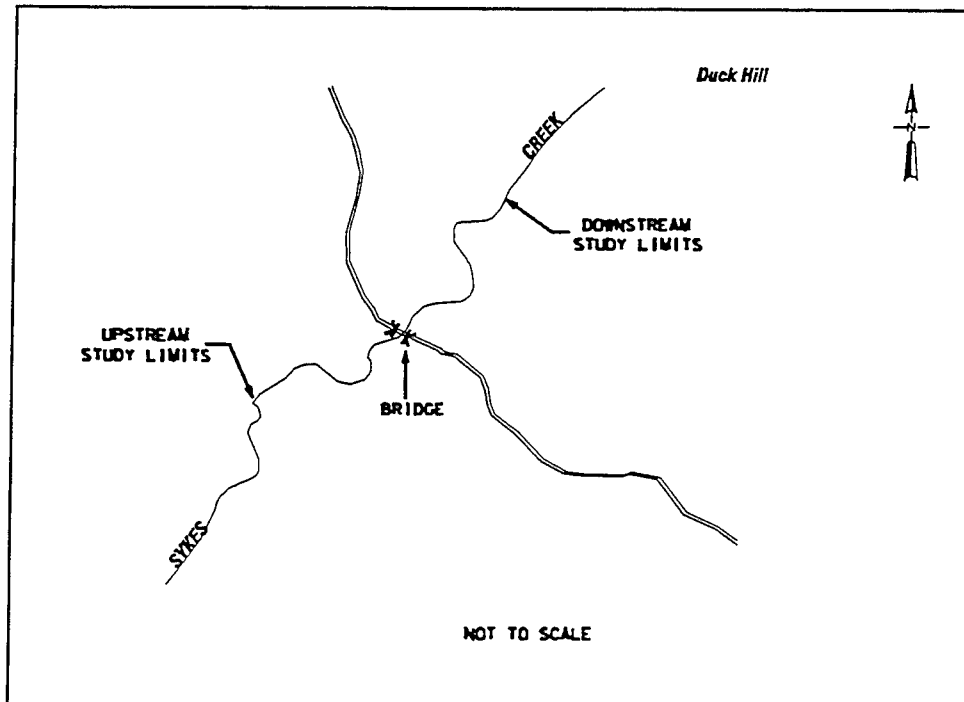 Duck Hill
N
CREEK
DOWNSTREAM
STUDY LIMITS
UPSTREAM
STUDY LIMITS
BRIDGE
SYKES
NOT TO SCALE